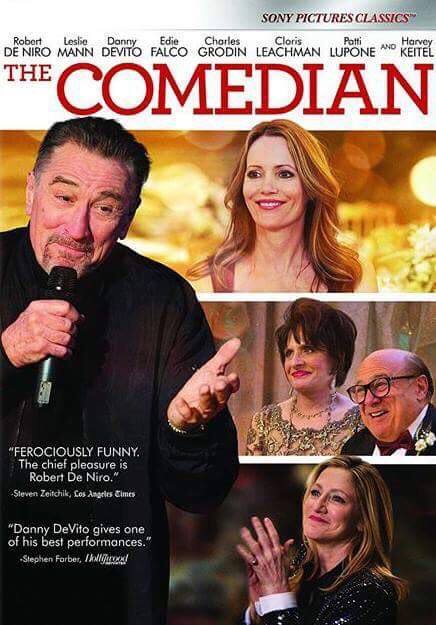 SONY PICTURES CLASSICS™
Robert DE NIRO Leslie MANN Danny DEVITO Edie FALCO Charles GRODIN Cloris LEACHMAN Patti LUPONE AND Harvey KEITEL
THE COMEDIAN
"FEROCIOUSLY FUNNY.
The chief pleasure is
Robert De Niro."
-Steven Zeitchik, Los Angeles Times
"Danny DeVito gives one
of his best performances."
-Stephen Farber, Hollywood REPORTER